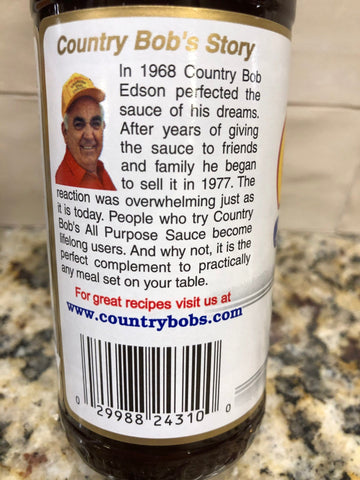 Country Bob's Story
In 1968 Country Bob
Edson perfected the
sauce of his dreams.
After years of giving
the sauce to friends
and family he began
to sell it in 1977. The
reaction was overwhelming just as
it is today. People who try Country
Bob's All Purpose Sauce become
lifelong users. And why not, it is the
perfect complement to practically
any meal set on your table.
For great recipes visit us at
www.countrybobs.com
0 29988 24310 0